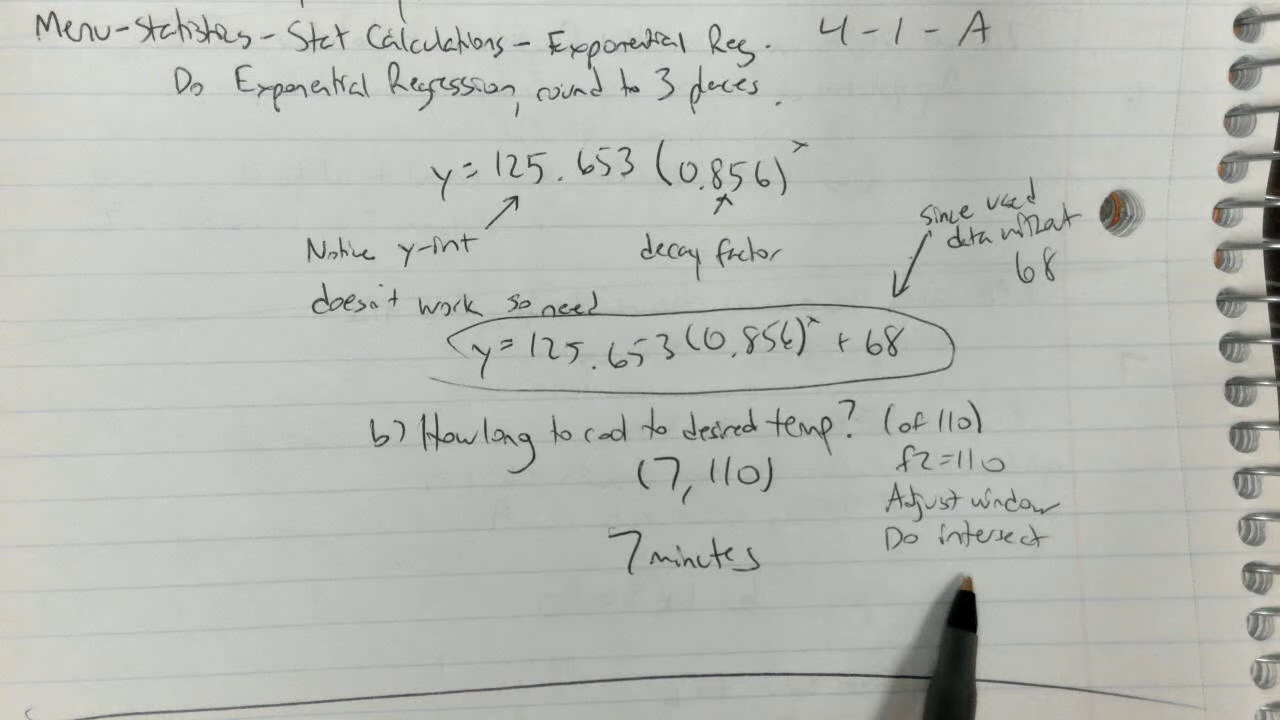 Menu-Statistics - Stat Calculations - Exponential Reg. 4-1-A
Do Exponential Regression, round to 3 places.
y=125.653(0.856)^x
Notice y-int
decay factor
doesn't work so need
since used
data without
68
y=125.653(0.856)^x + 68
b) How long to cool to desired temp? (of 110)
(7, 110)
f2=110
Adjust window
Do intersect
7 minutes